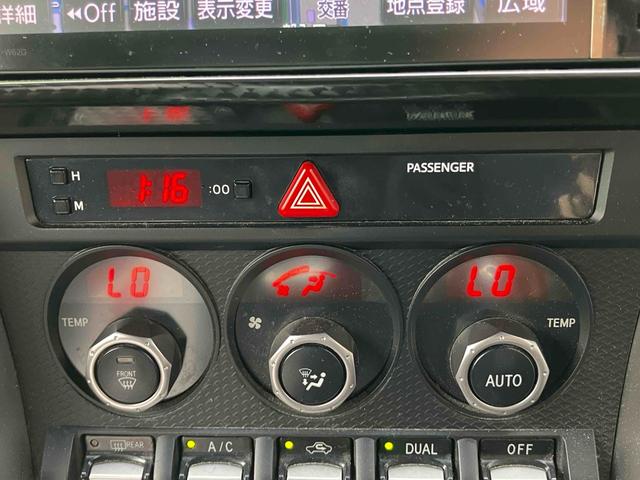 詳細 ◀◀Off 施設 表示変更 交番 地点登録 広域
-W62G
H 1:16 :00 PASSENGER
M
LO LO
TEMP TEMP
FRONT AUTO
REAR A/C DUAL OFF